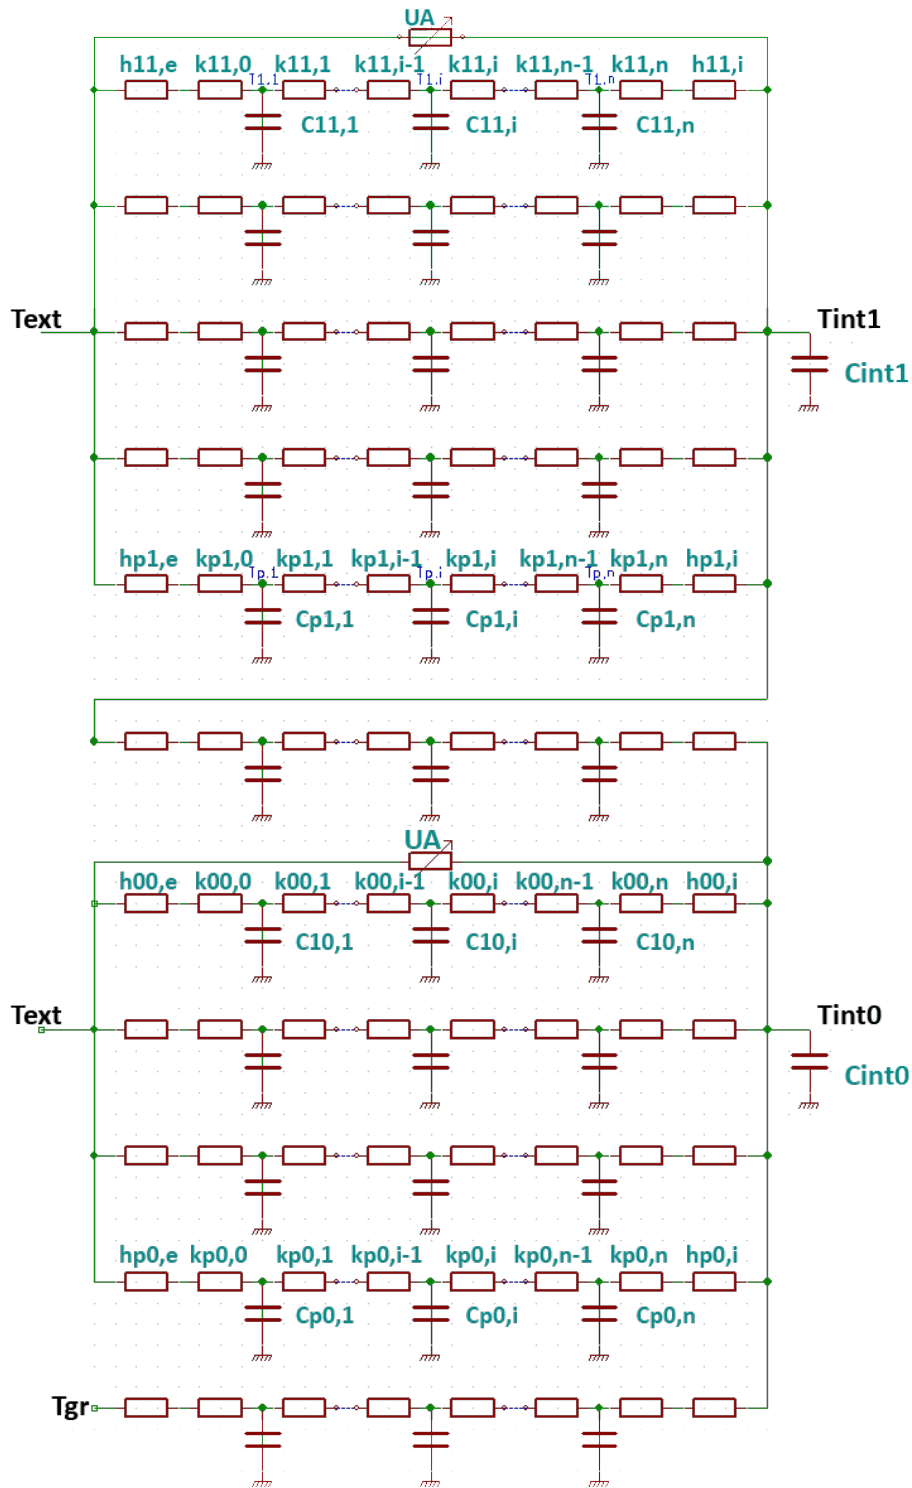 UA
h11,e k11,0 k11,1 k11,i-1 k11,i k11,n-1 k11,n h11,i
T1.1 T1.i T1.n
C11,1 C11,i C11,n
Text Tint1
Cint1
hp1,e kp1,0 kp1,1 kp1,i-1 kp1,i kp1,n-1 kp1,n hp1,i
Tp.1 Tp.i Tp.n
Cp1,1 Cp1,i Cp1,n
UA
h00,e k00,0 k00,1 k00,i-1 k00,i k00,n-1 k00,n h00,i
C10,1 C10,i C10,n
Text Tint0
Cint0
hp0,e kp0,0 kp0,1 kp0,i-1 kp0,i kp0,n-1 kp0,n hp0,i
Cp0,1 Cp0,i Cp0,n
Tgr